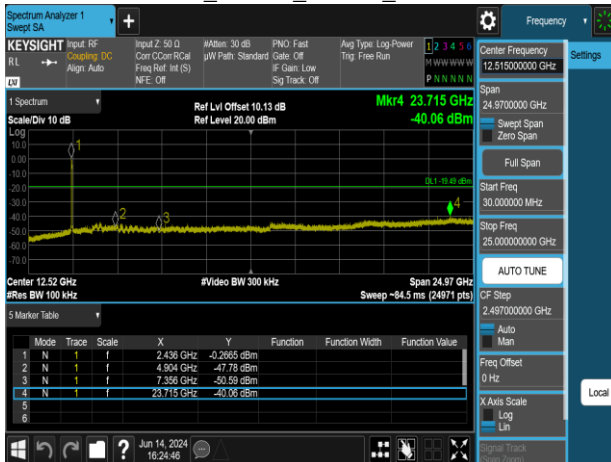 Spectrum Analyzer 1
Swept SA
+
Frequency
KEYSIGHT
RL
LXI
Input: RF
Coupling: DC
Align: Auto
Input Z: 50 Ω
Corr CCorr RCal
Freq Ref: Int (S)
NFE: Off
#Atten: 30 dB
µW Path: Standard
PNO: Fast
Gate: Off
IF Gain: Low
Sig Track: Off
Avg Type: Log-Power
Trig: Free Run
1 2 3 4 5 6
M W W W W W
P N N N N N
Center Frequency
12.515000000 GHz
Settings
Span
24.9700000 GHz
Swept Span
Zero Span
Full Span
Start Freq
30.000000 MHz
Stop Freq
25.000000000 GHz
AUTO TUNE
CF Step
2.497000000 GHz
Auto
Man
Freq Offset
0 Hz
X Axis Scale
Log
Lin
Signal Track
(Span Zoom)
Local
1 Spectrum
Scale/Div 10 dB
Log
Ref Lvl Offset 10.13 dB
Ref Level 20.00 dBm
Mkr4 23.715 GHz
-40.06 dBm
10.0
0.00
-10.0
-20.0
-30.0
-40.0
-50.0
-60.0
-70.0
1
2
3
4
DL1 -19.49 dBm
Center 12.52 GHz
#Res BW 100 kHz
#Video BW 300 kHz
Span 24.97 GHz
Sweep ~84.5 ms (24971 pts)
5 Marker Table
Mode Trace Scale X Y Function Function Width Function Value
1 N 1 f 2.436 GHz -0.2665 dBm
2 N 1 f 4.904 GHz -47.78 dBm
3 N 1 f 7.356 GHz -50.59 dBm
4 N 1 f 23.715 GHz -40.06 dBm
5
6
?
Jun 14, 2024
16:24:46